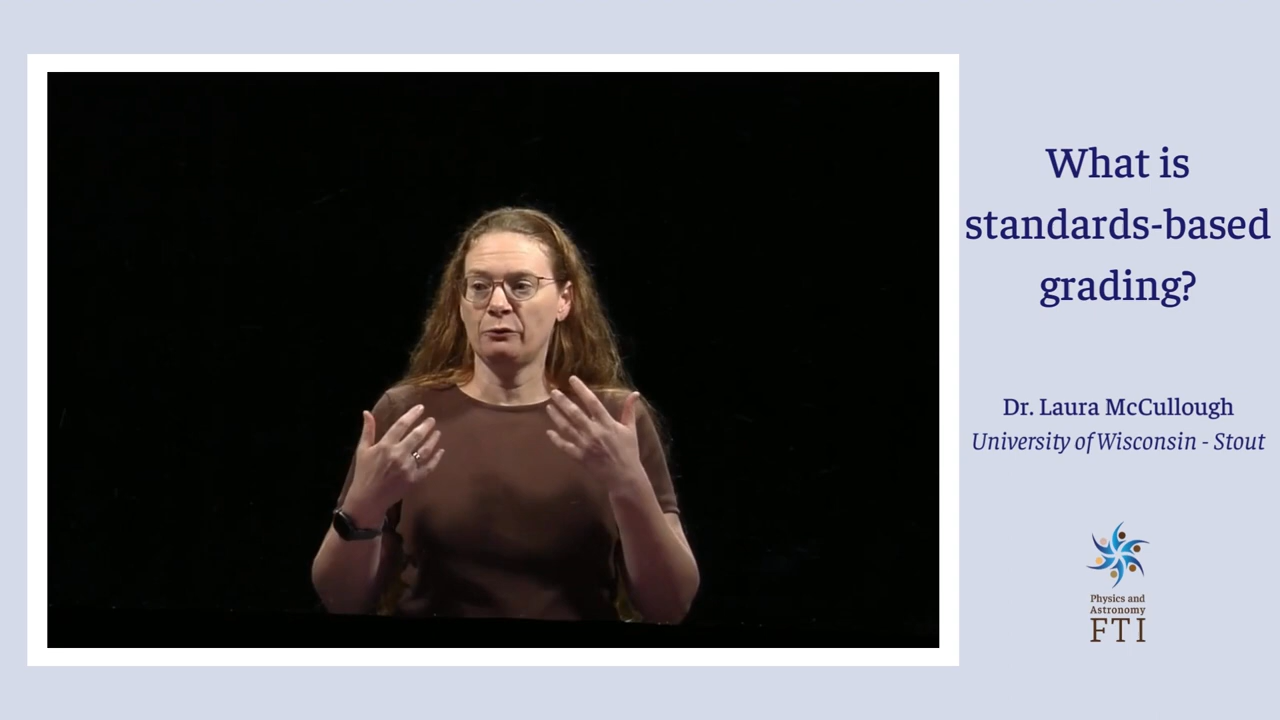 What is
standards-based
grading?
Dr. Laura McCullough
University of Wisconsin - Stout
Physics and
Astronomy
FTI